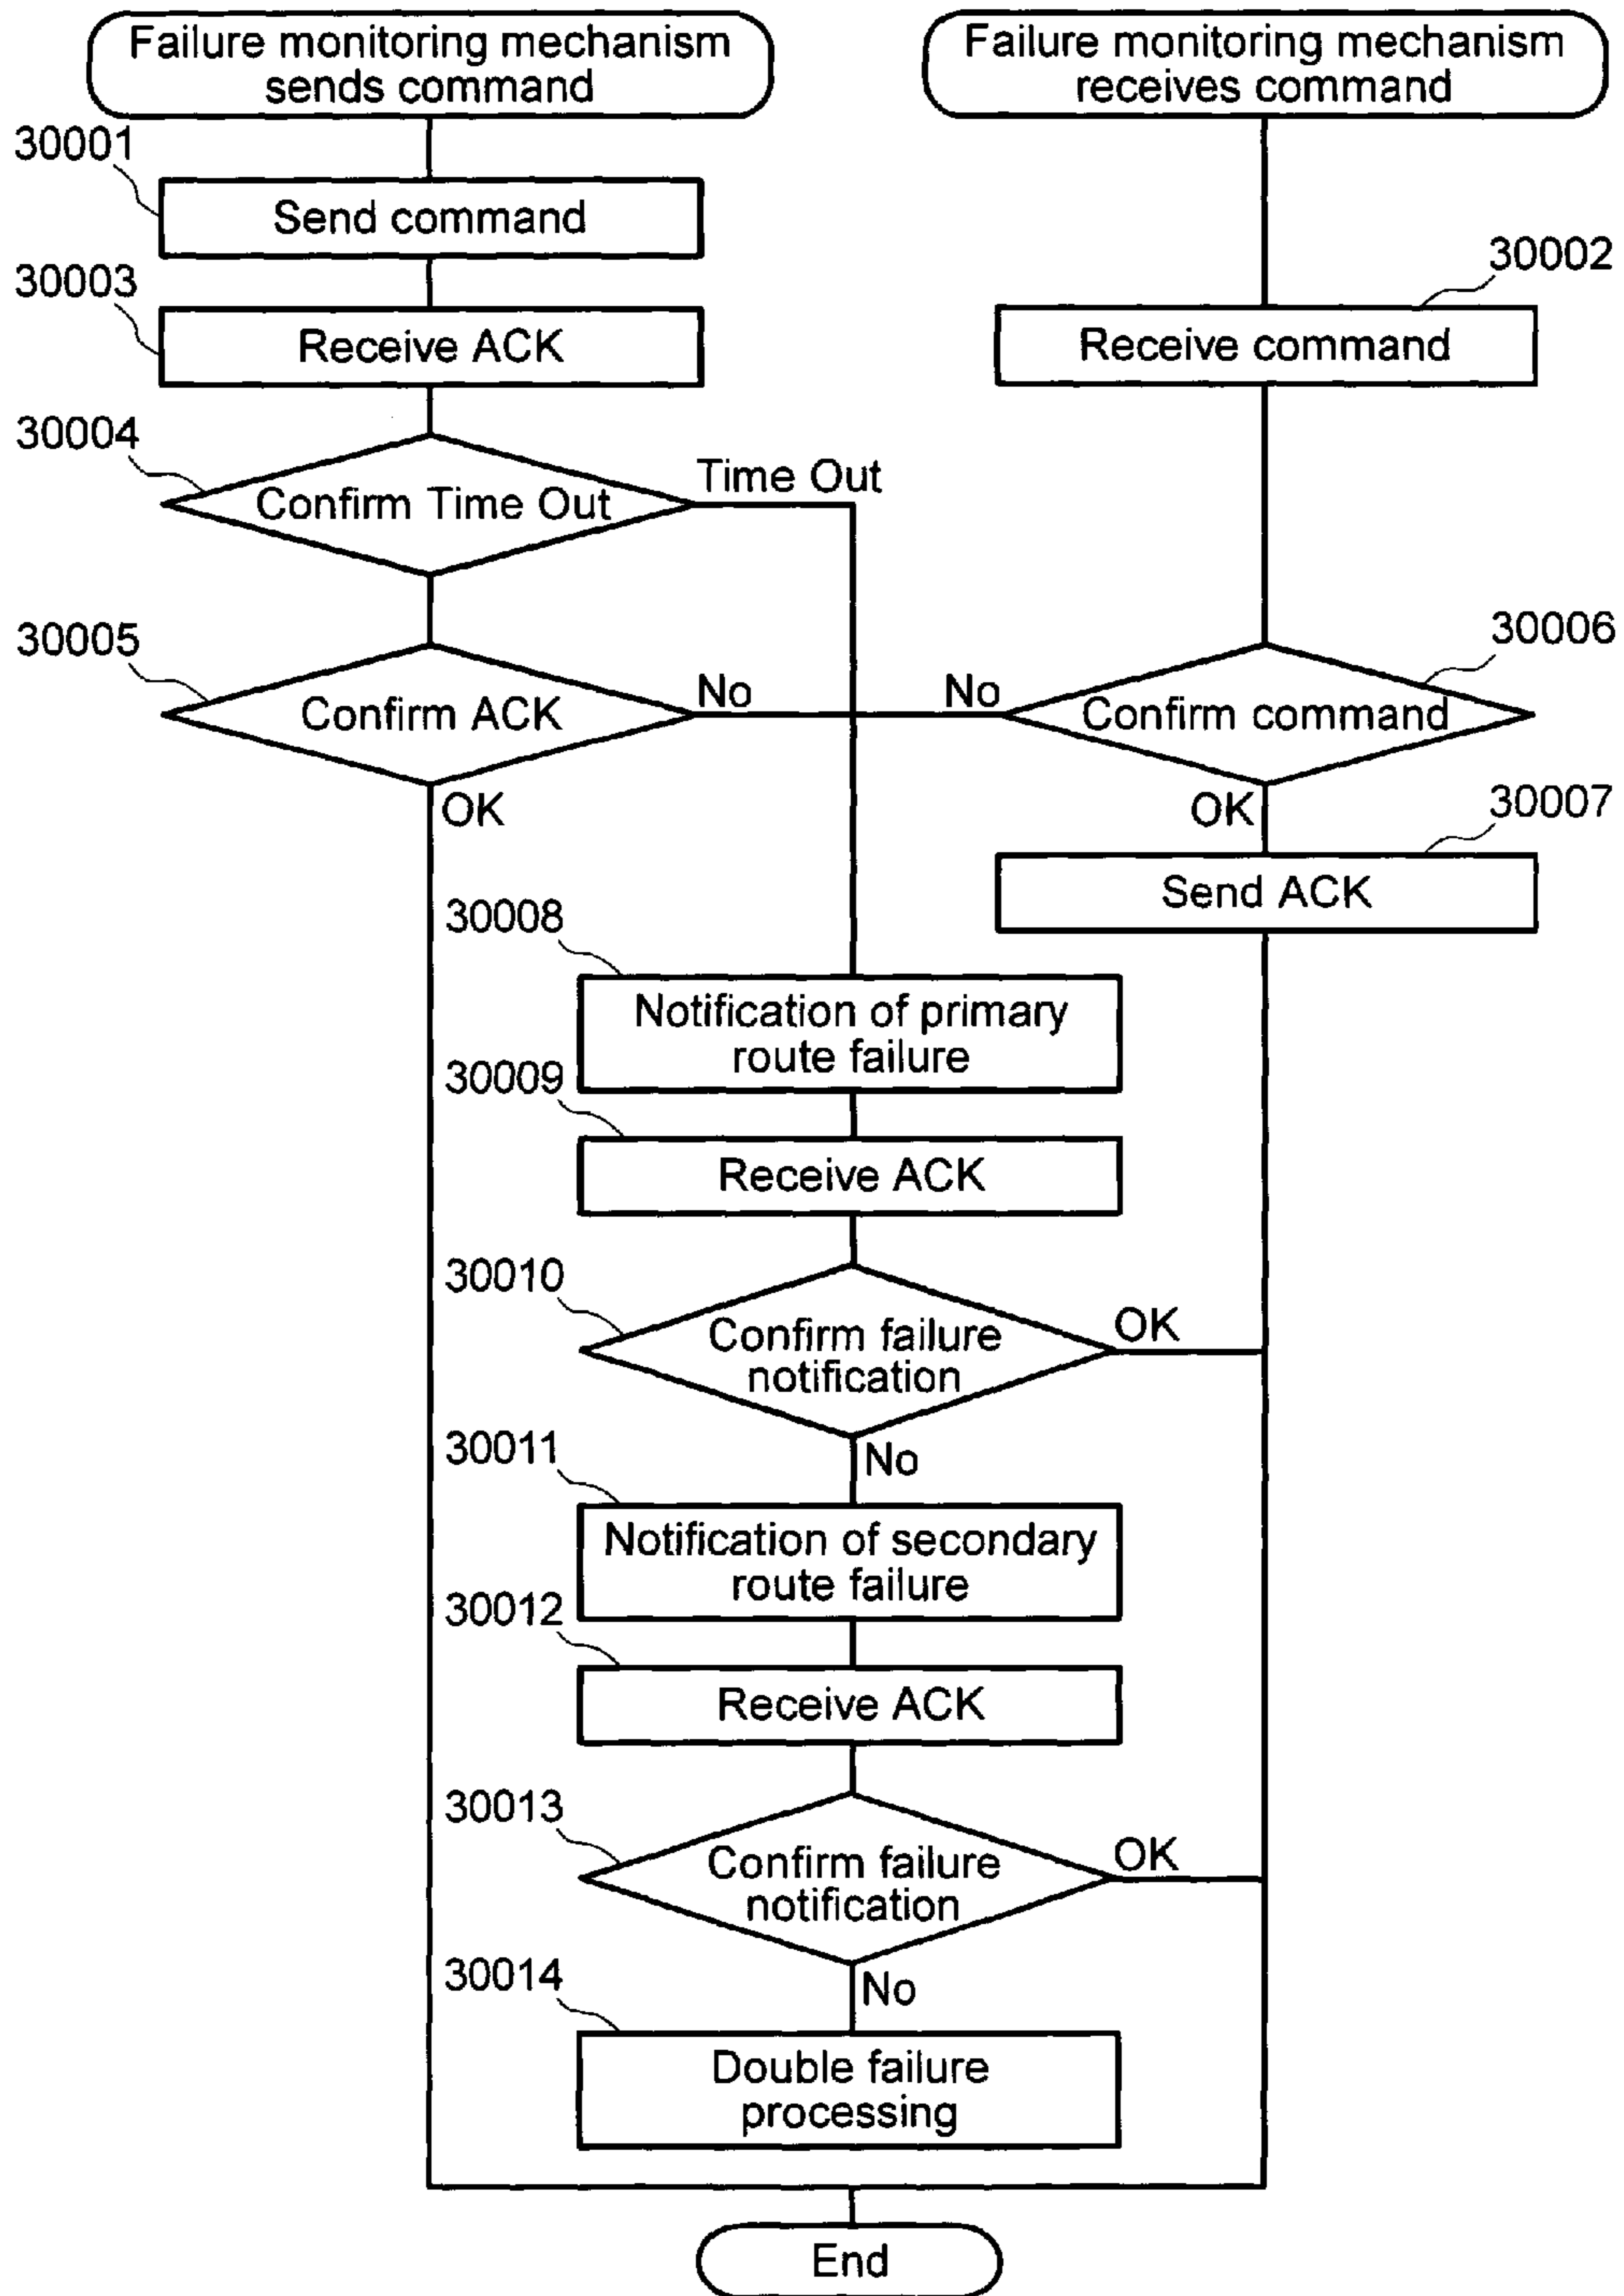 Failure monitoring mechanism
sends command
Failure monitoring mechanism
receives command
30001
Send command
30003
Receive ACK
30002
Receive command
30004
Confirm Time Out
Time Out
30005
Confirm ACK
No
OK
No
30006
Confirm command
OK
30007
Send ACK
30008
Notification of primary
route failure
30009
Receive ACK
30010
Confirm failure
notification
OK
No
30011
Notification of secondary
route failure
30012
Receive ACK
30013
Confirm failure
notification
OK
No
30014
Double failure
processing
End